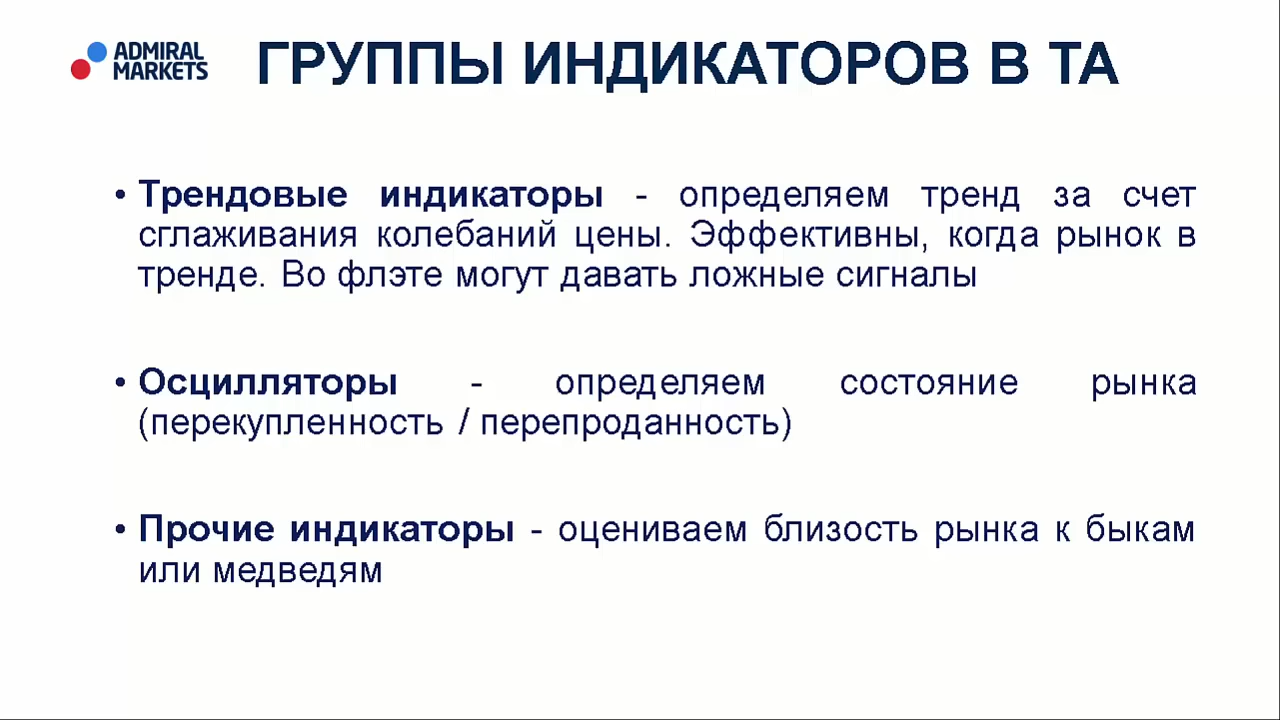 ADMIRAL
MARKETS
ГРУППЫ ИНДИКАТОРОВ В ТА
• Трендовые индикаторы - определяем тренд за счет
сглаживания колебаний цены. Эффективны, когда рынок в
тренде. Во флэте могут давать ложные сигналы
• Осцилляторы - определяем состояние рынка
(перекупленность / перепроданность)
• Прочие индикаторы - оцениваем близость рынка к быкам
или медведям